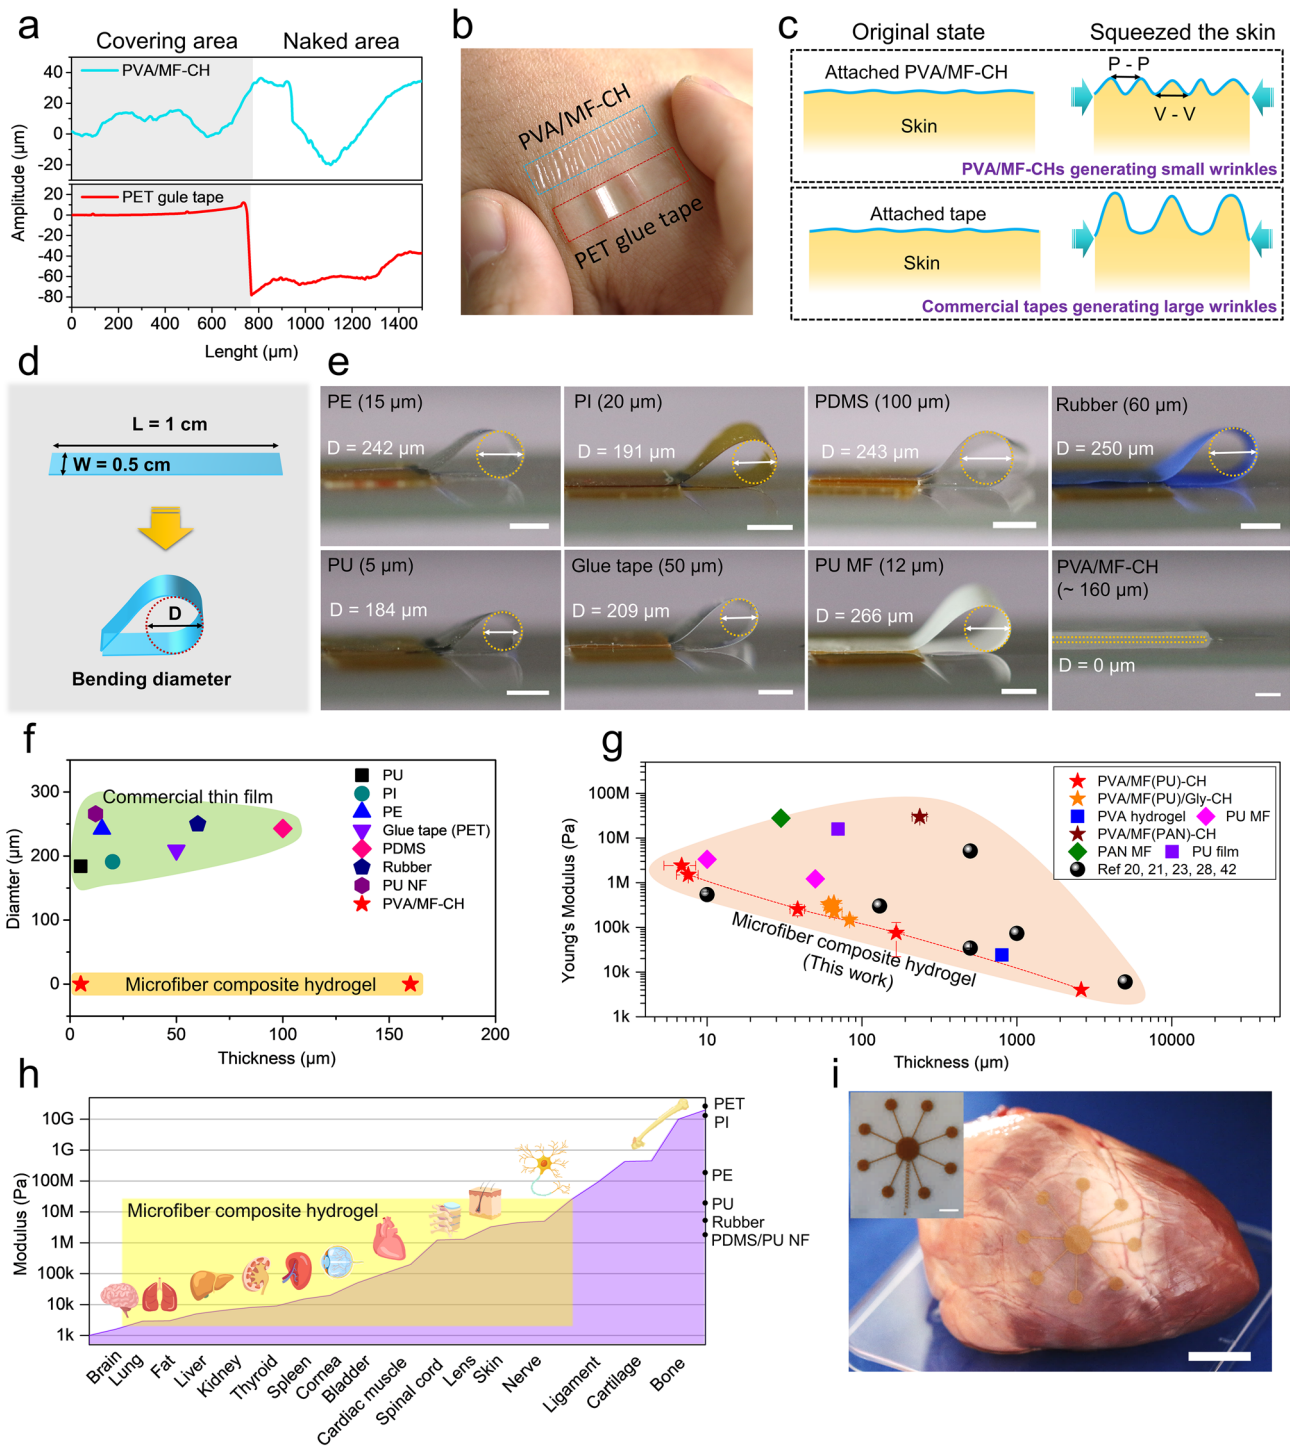 a
Covering area
Naked area
40
20
0
-20
PVA/MF-CH
20
0
-20
-40
-60
-80
PET gule tape
Amplitude (µm)
0
200
400
600
800
1000
1200
1400
Lenght (µm)
b
PVA/MF-CH
PET glue tape
c
Original state
Squeezed the skin
Attached PVA/MF-CH
Skin
P - P
V - V
PVA/MF-CHs generating small wrinkles
Attached tape
Skin
Commercial tapes generating large wrinkles
d
L = 1 cm
W = 0.5 cm
D
Bending diameter
e
PE (15 µm)
D = 242 µm
PI (20 µm)
D = 191 µm
PDMS (100 µm)
D = 243 µm
Rubber (60 µm)
D = 250 µm
PU (5 µm)
D = 184 µm
Glue tape (50 µm)
D = 209 µm
PU MF (12 µm)
D = 266 µm
PVA/MF-CH
(~ 160 µm)
D = 0 µm
f
Diamter (µm)
300
200
100
0
Commercial thin film
PU
PI
PE
Glue tape (PET)
PDMS
Rubber
PU NF
PVA/MF-CH
Microfiber composite hydrogel
0
50
100
150
200
Thickness (µm)
g
Young's Modulus (Pa)
100M
10M
1M
100k
10k
1k
PVA/MF(PU)-CH
PVA/MF(PU)/Gly-CH
PVA hydrogel
PU MF
PVA/MF(PAN)-CH
PAN MF
PU film
Ref 20, 21, 23, 28, 42
Microfiber composite hydrogel
(This work)
10
100
1000
10000
Thickness (µm)
h
Modulus (Pa)
10G
1G
100M
10M
1M
100k
10k
1k
Microfiber composite hydrogel
PET
PI
PE
PU
Rubber
PDMS/PU NF
Brain
Lung
Fat
Liver
Kidney
Thyroid
Spleen
Cornea
Bladder
Cardiac muscle
Spinal cord
Lens
Skin
Nerve
Ligament
Cartilage
Bone
i